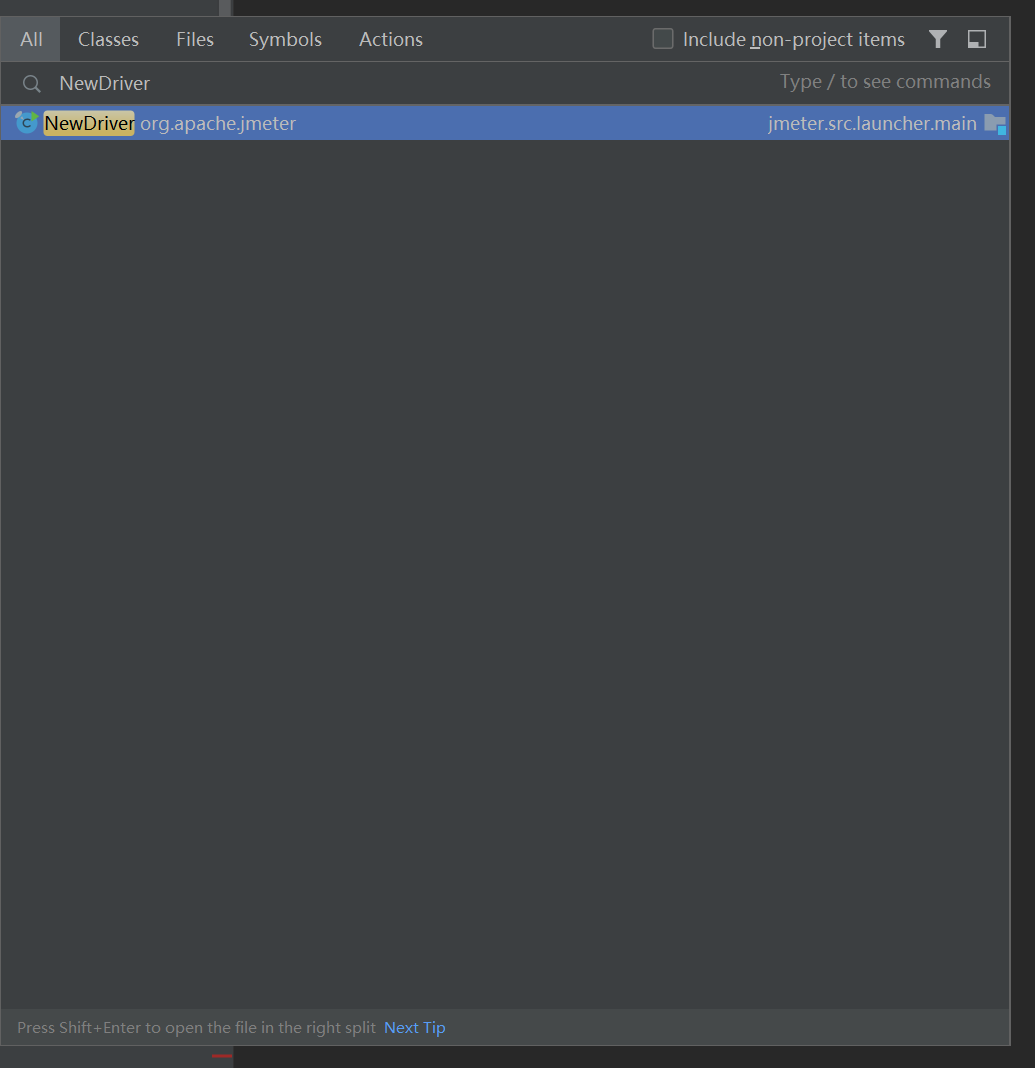 All Classes Files Symbols Actions Include non-project items
NewDriver Type / to see commands
NewDriver org.apache.jmeter jmeter.src.launcher.main
Press Shift+Enter to open the file in the right split Next Tip